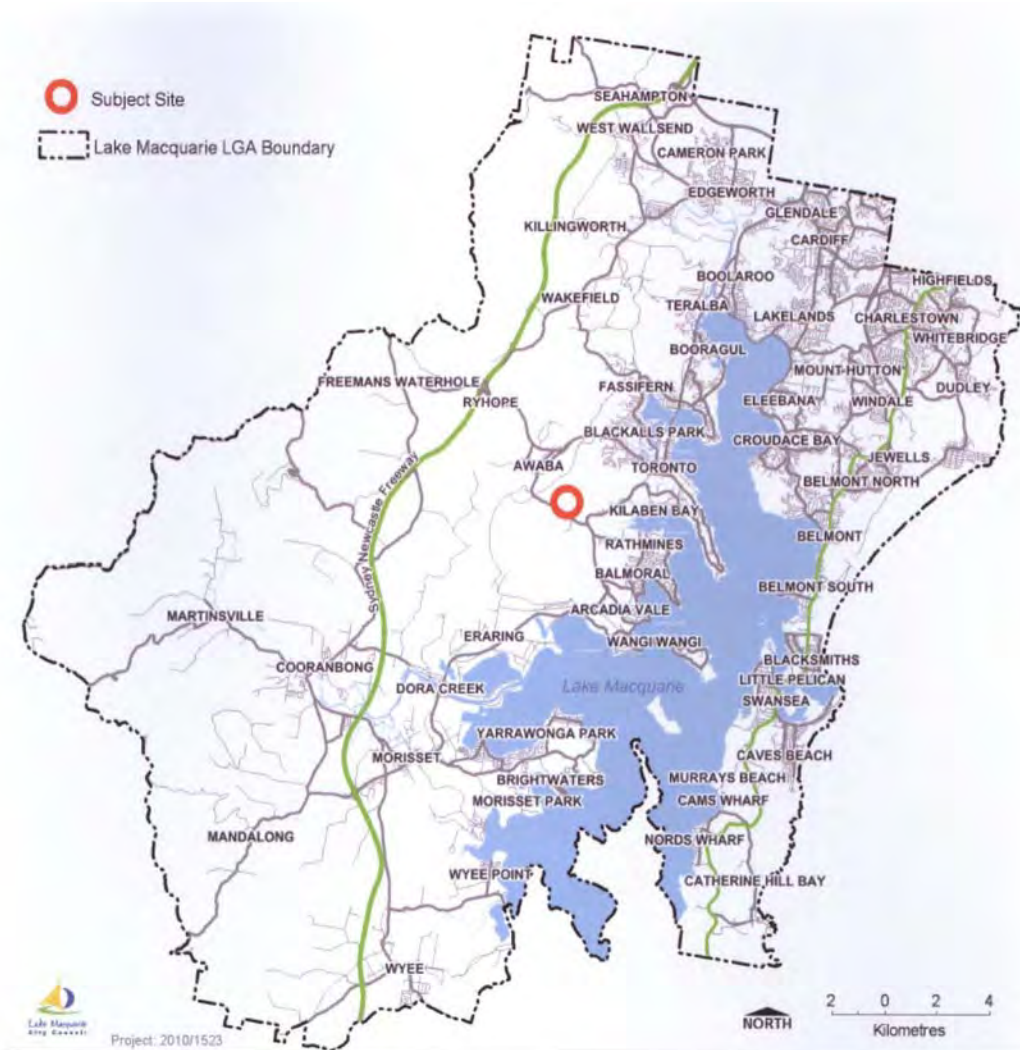 Subject Site
Lake Macquarie LGA Boundary
SEAHAMPTON
WEST WALLSEND
CAMERON PARK
EDGEWORTH
GLENDALE
KILLINGWORTH
CARDIFF
BOOLAROO
HIGHFIELDS
WAKEFIELD
TERALBA
LAKELANDS
CHARLESTOWN
WHITEBRIDGE
BOORAGUL
MOUNT HUTTON
FREEMANS WATERHOLE
FASSIFERN
DUDLEY
RYHOPE
ELEEBANA
WINDALE
BLACKALLS PARK
CROUDACE BAY
JEWELLS
AWABA
TORONTO
BELMONT NORTH
KILABEN BAY
Sydney Newcastle Freeway
BELMONT
RATHMINES
BALMORAL
BELMONT SOUTH
ARCADIA VALE
MARTINSVILLE
ERARING
WANGI WANGI
COORANBONG
BLACKSMITHS
LITTLE PELICAN
DORA CREEK
Lake Macquarie
SWANSEA
YARRAWONGA PARK
MORISSET
CAVES BEACH
BRIGHTWATERS
MURRAYS BEACH
MORISSET PARK
CAMS WHARF
MANDALONG
NORDS WHARF
WYEE POINT
CATHERINE HILL BAY
WYEE
Lake Macquarie
City Council
Project: 2010/1523
NORTH
2 0 2 4
Kilometres